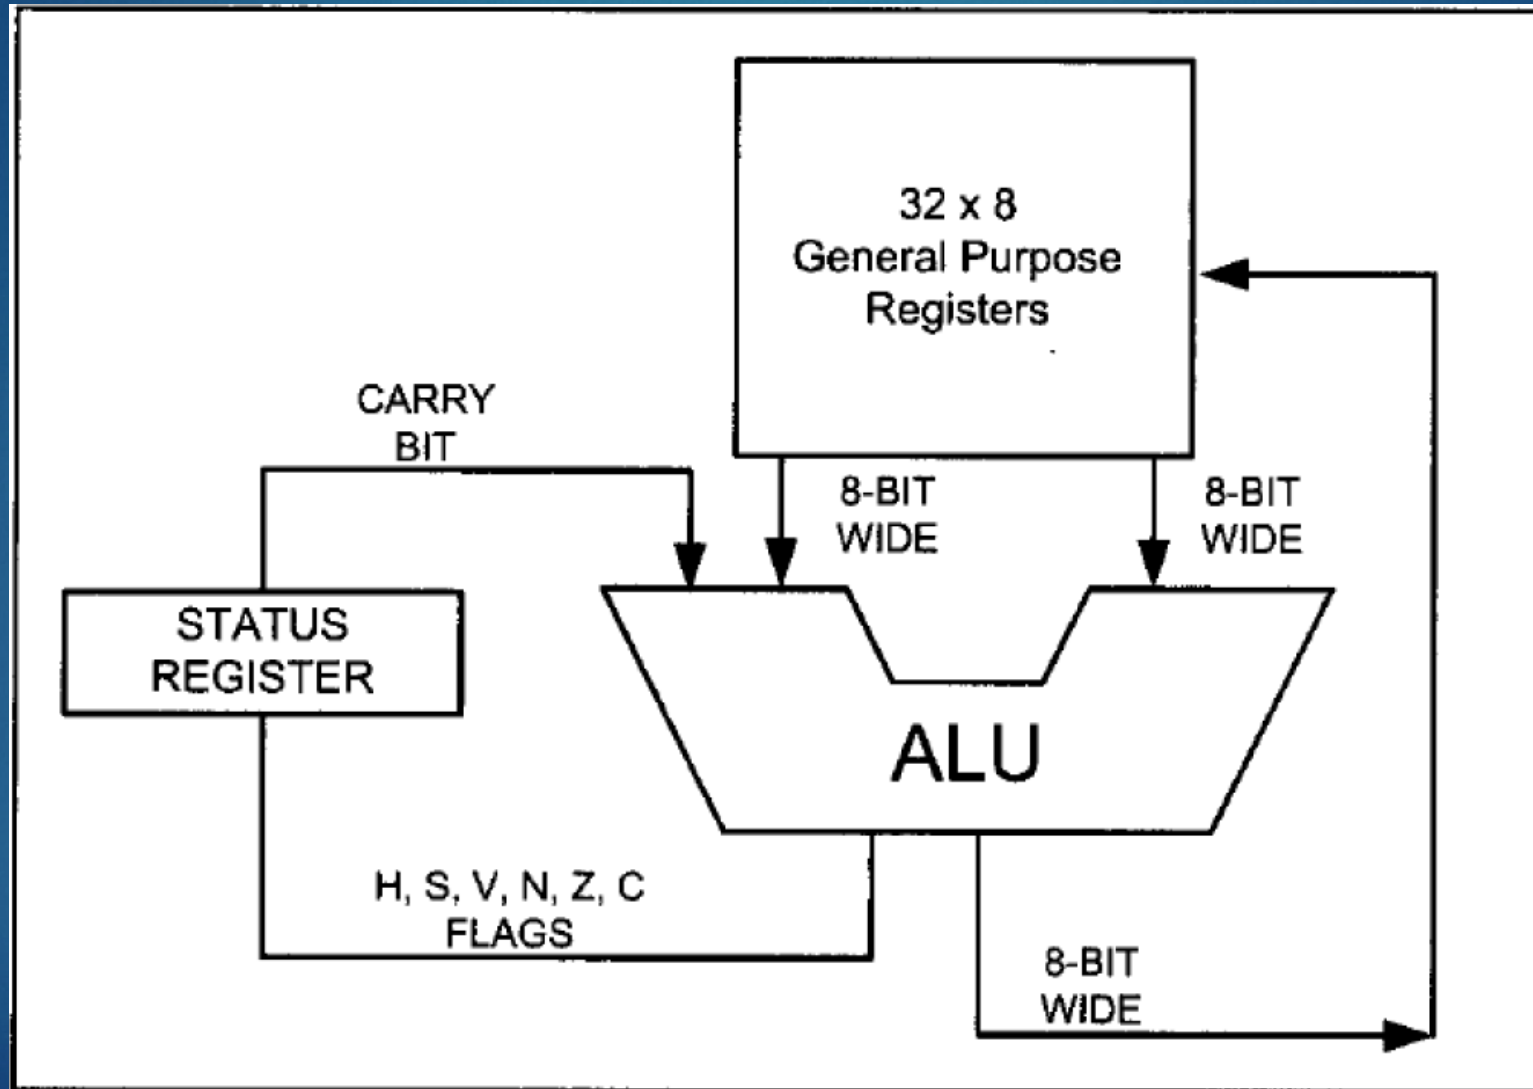 32 x 8
General Purpose
Registers
CARRY
BIT
8-BIT
WIDE
8-BIT
WIDE
STATUS
REGISTER
ALU
H, S, V, N, Z, C
FLAGS
8-BIT
WIDE